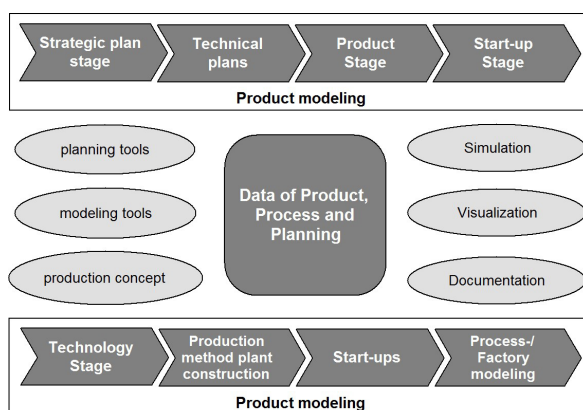 Strategic plan
stage
Technical
plans
Product
Stage
Start-up
Stage
Product modeling
planning tools
modeling tools
production concept
Data of Product,
Process and
Planning
Simulation
Visualization
Documentation
Technology
Stage
Production
method plant
construction
Start-ups
Process-/
Factory
modeling
Product modeling